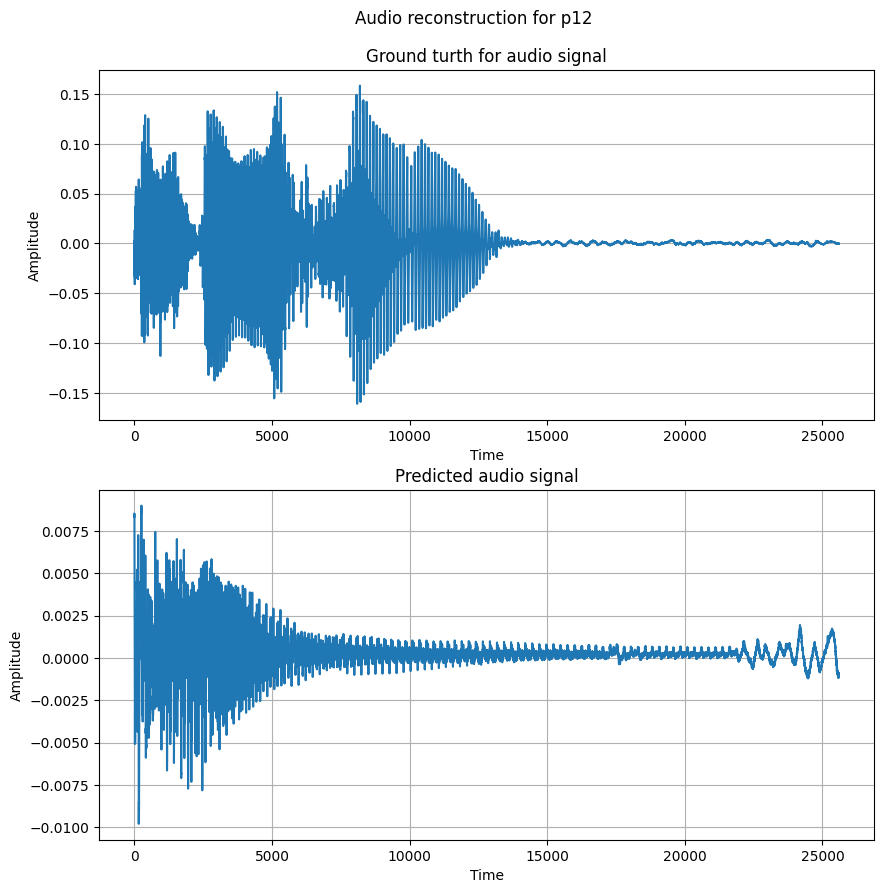 Audio reconstruction for p12
Ground turth for audio signal
Amplitude
0.15
0.10
0.05
0.00
−0.05
−0.10
−0.15
0 5000 10000 15000 20000 25000
Time
Predicted audio signal
Amplitude
0.0075
0.0050
0.0025
0.0000
−0.0025
−0.0050
−0.0075
−0.0100
0 5000 10000 15000 20000 25000
Time